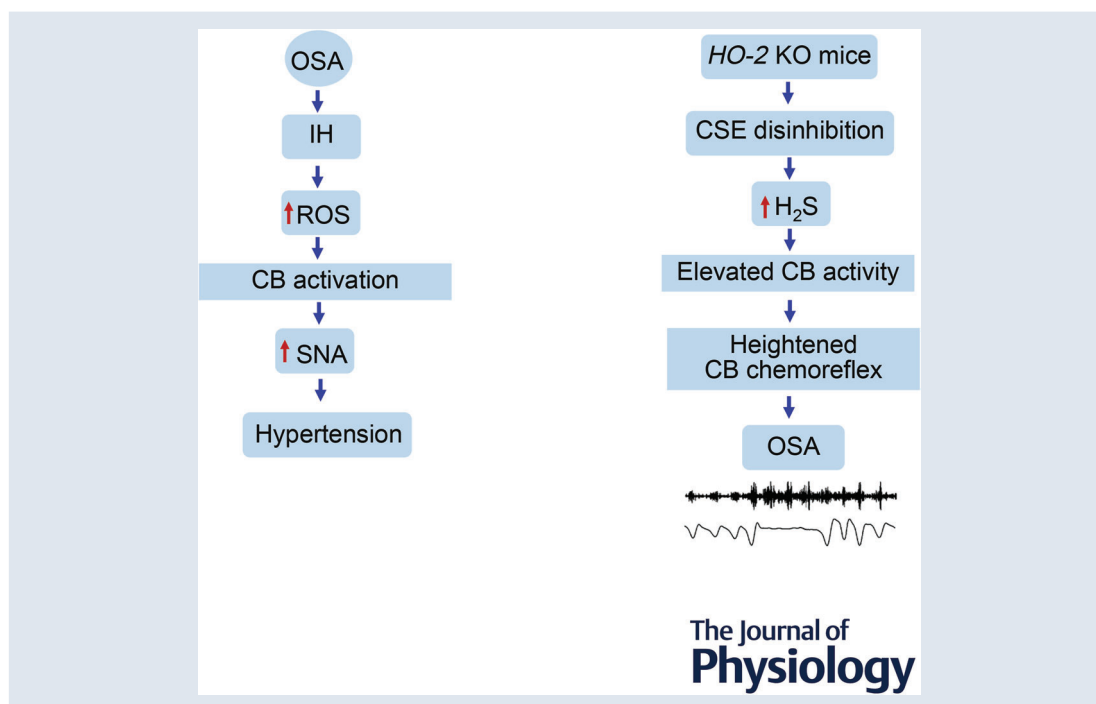 OSA
IH
↑ROS
CB activation
↑SNA
Hypertension
HO-2 KO mice
CSE disinhibition
↑H₂S
Elevated CB activity
Heightened
CB chemoreflex
OSA
The Journal of
Physiology